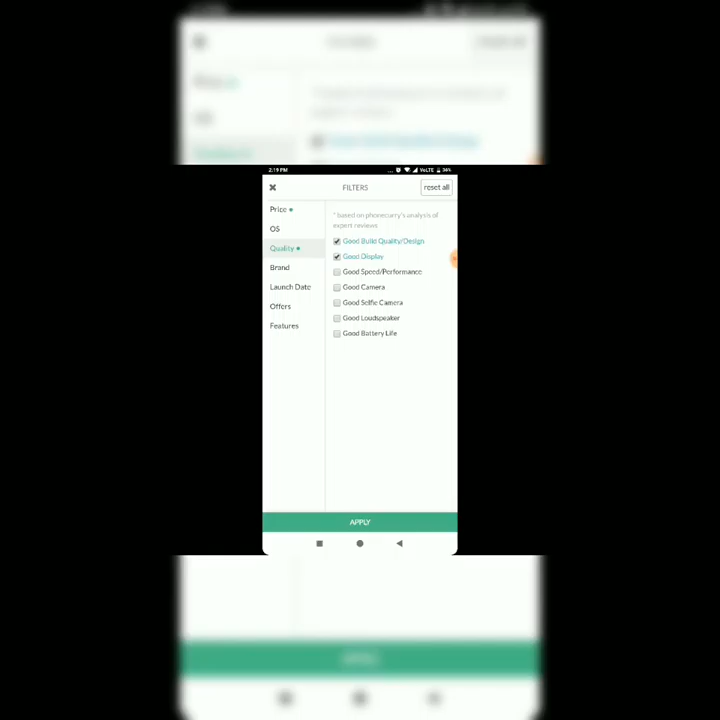 2:19 PM ... VoLTE 36%
FILTERS reset all
Price
OS
Quality
Brand
Launch Date
Offers
Features
* based on phonecurry's analysis of
expert reviews
Good Build Quality/Design
Good Display
Good Speed/Performance
Good Camera
Good Selfie Camera
Good Loudspeaker
Good Battery Life
APPLY